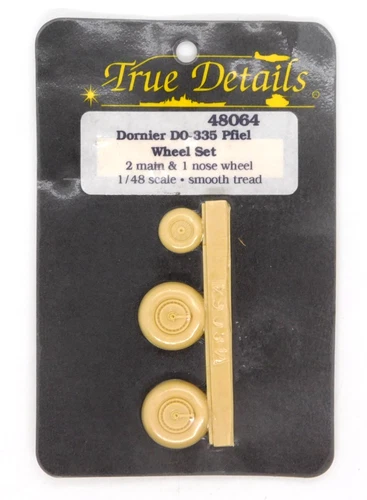 True Details
48064
Dornier DO-335 Pfiel
Wheel Set
2 main & 1 nose wheel
1/48 scale • smooth tread